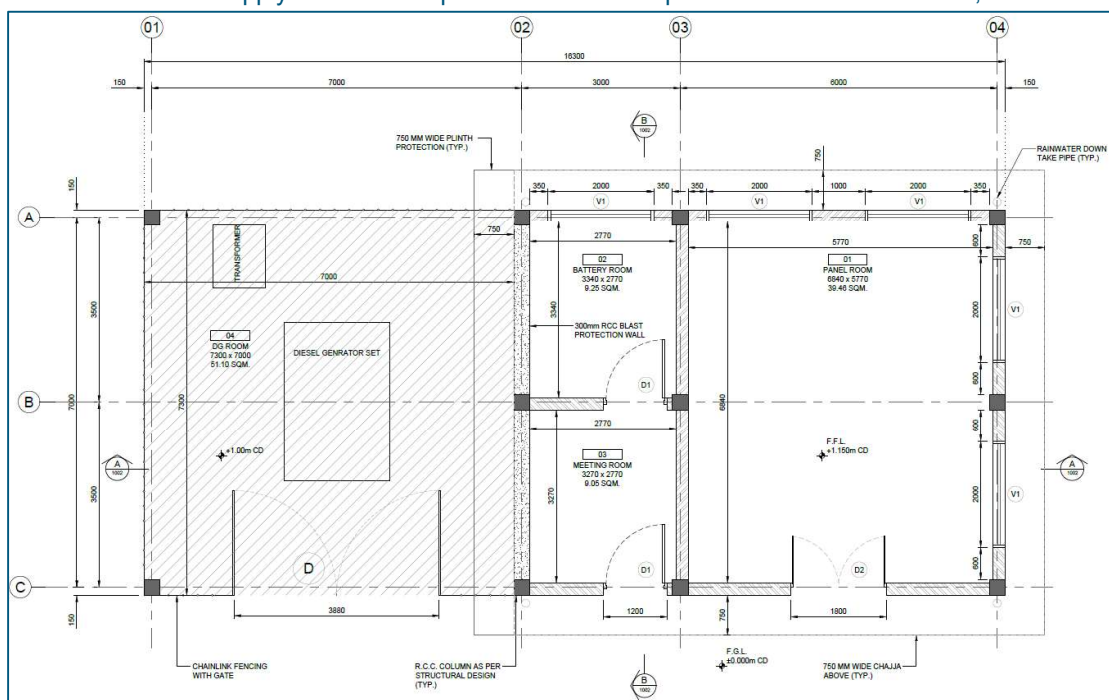 01
02
03
04
16300
150
7000
3000
6000
150
B
1002
750 MM WIDE PLINTH
PROTECTION (TYP.)
RAINWATER DOWN
TAKE PIPE (TYP.)
750
150
350
2000
350
350
2000
1000
2000
350
V1
V1
V1
A
750
2770
5770
600
750
TRANSFORMER
02
BATTERY ROOM
3340 x 2770
9.25 SQM.
01
PANEL ROOM
6840 x 5770
39.46 SQM.
7000
3500
3340
2000
V1
04
DG ROOM
7300 x 7000
51.10 SQM.
DIESEL GENRATOR SET
300mm RCC BLAST
PROTECTION WALL
D1
600
B
7000
7300
6840
2770
600
+1.00m CD
03
MEETING ROOM
3270 x 2770
9.05 SQM.
F.F.L.
+1.150m CD
A
1002
A
1002
3500
3270
2000
V1
D
D1
D2
600
C
150
3880
1200
1800
750
CHAINLINK FENCING
WITH GATE
R.C.C. COLUMN AS PER
STRUCTURAL DESIGN
(TYP.)
B
1002
F.G.L.
±0.000m CD
750 MM WIDE CHAJJA
ABOVE (TYP.)